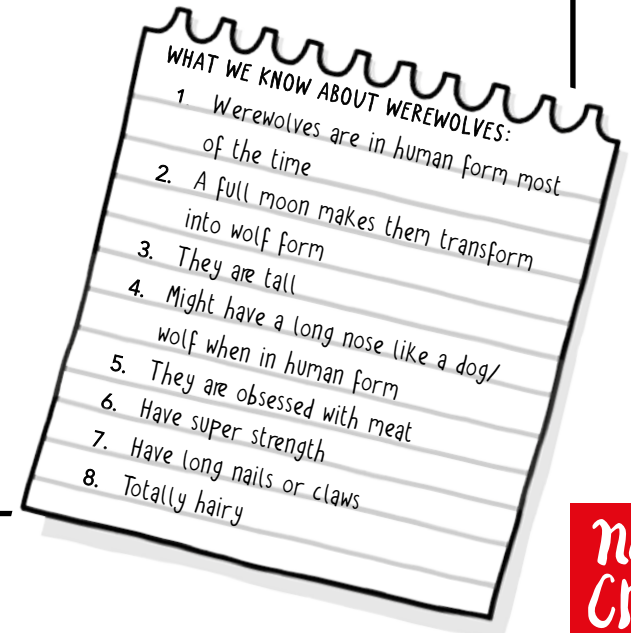 WHAT WE KNOW ABOUT WEREWOLVES:
1. Werewolves are in human form most
of the time
2. A full moon makes them transform
into wolf form
3. They are tall
4. Might have a long nose like a dog/
wolf when in human form
5. They are obsessed with meat
6. Have super strength
7. Have long nails or claws
8. Totally hairy